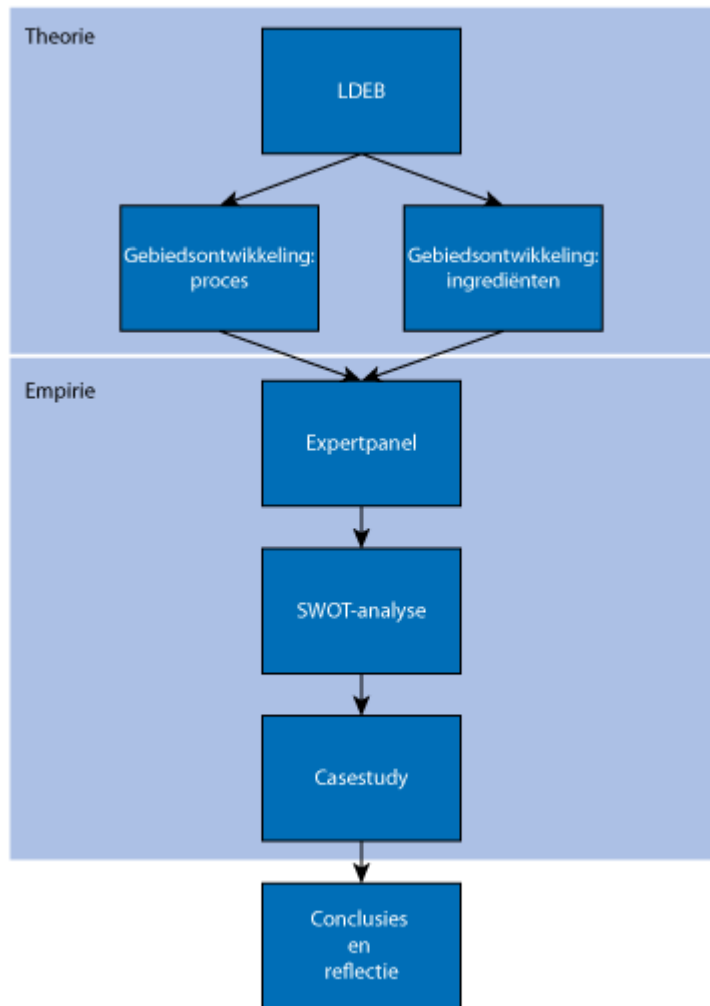 Theorie
LDEB
Gebiedsontwikkeling:
proces
Gebiedsontwikkeling:
ingrediënten
Empirie
Expertpanel
SWOT-analyse
Casestudy
Conclusies
en
reflectie